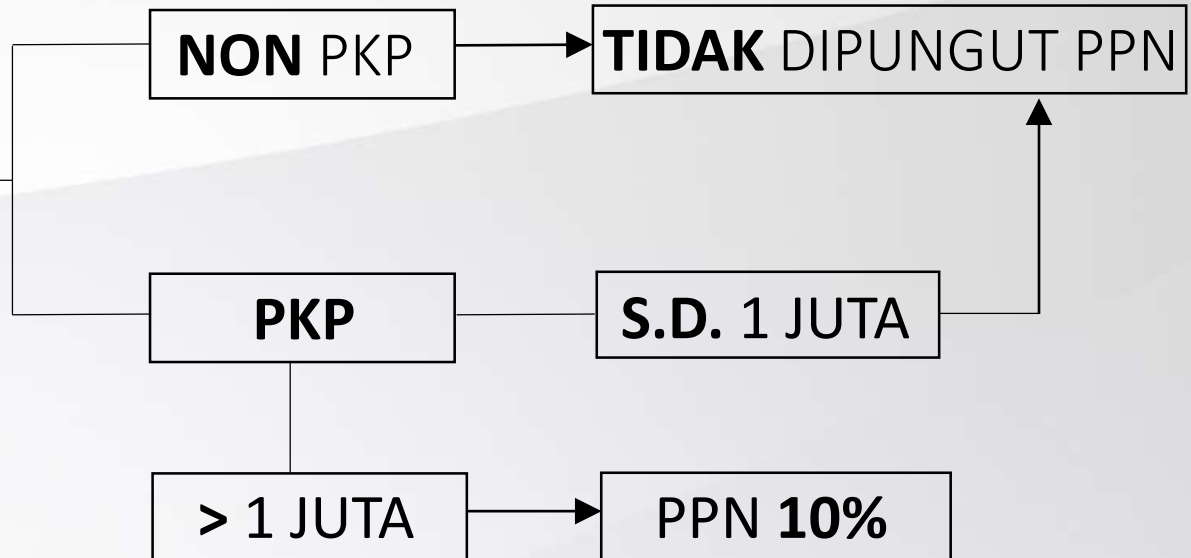 NON PKP
TIDAK DIPUNGUT PPN
PKP
S.D. 1 JUTA
> 1 JUTA
PPN 10%